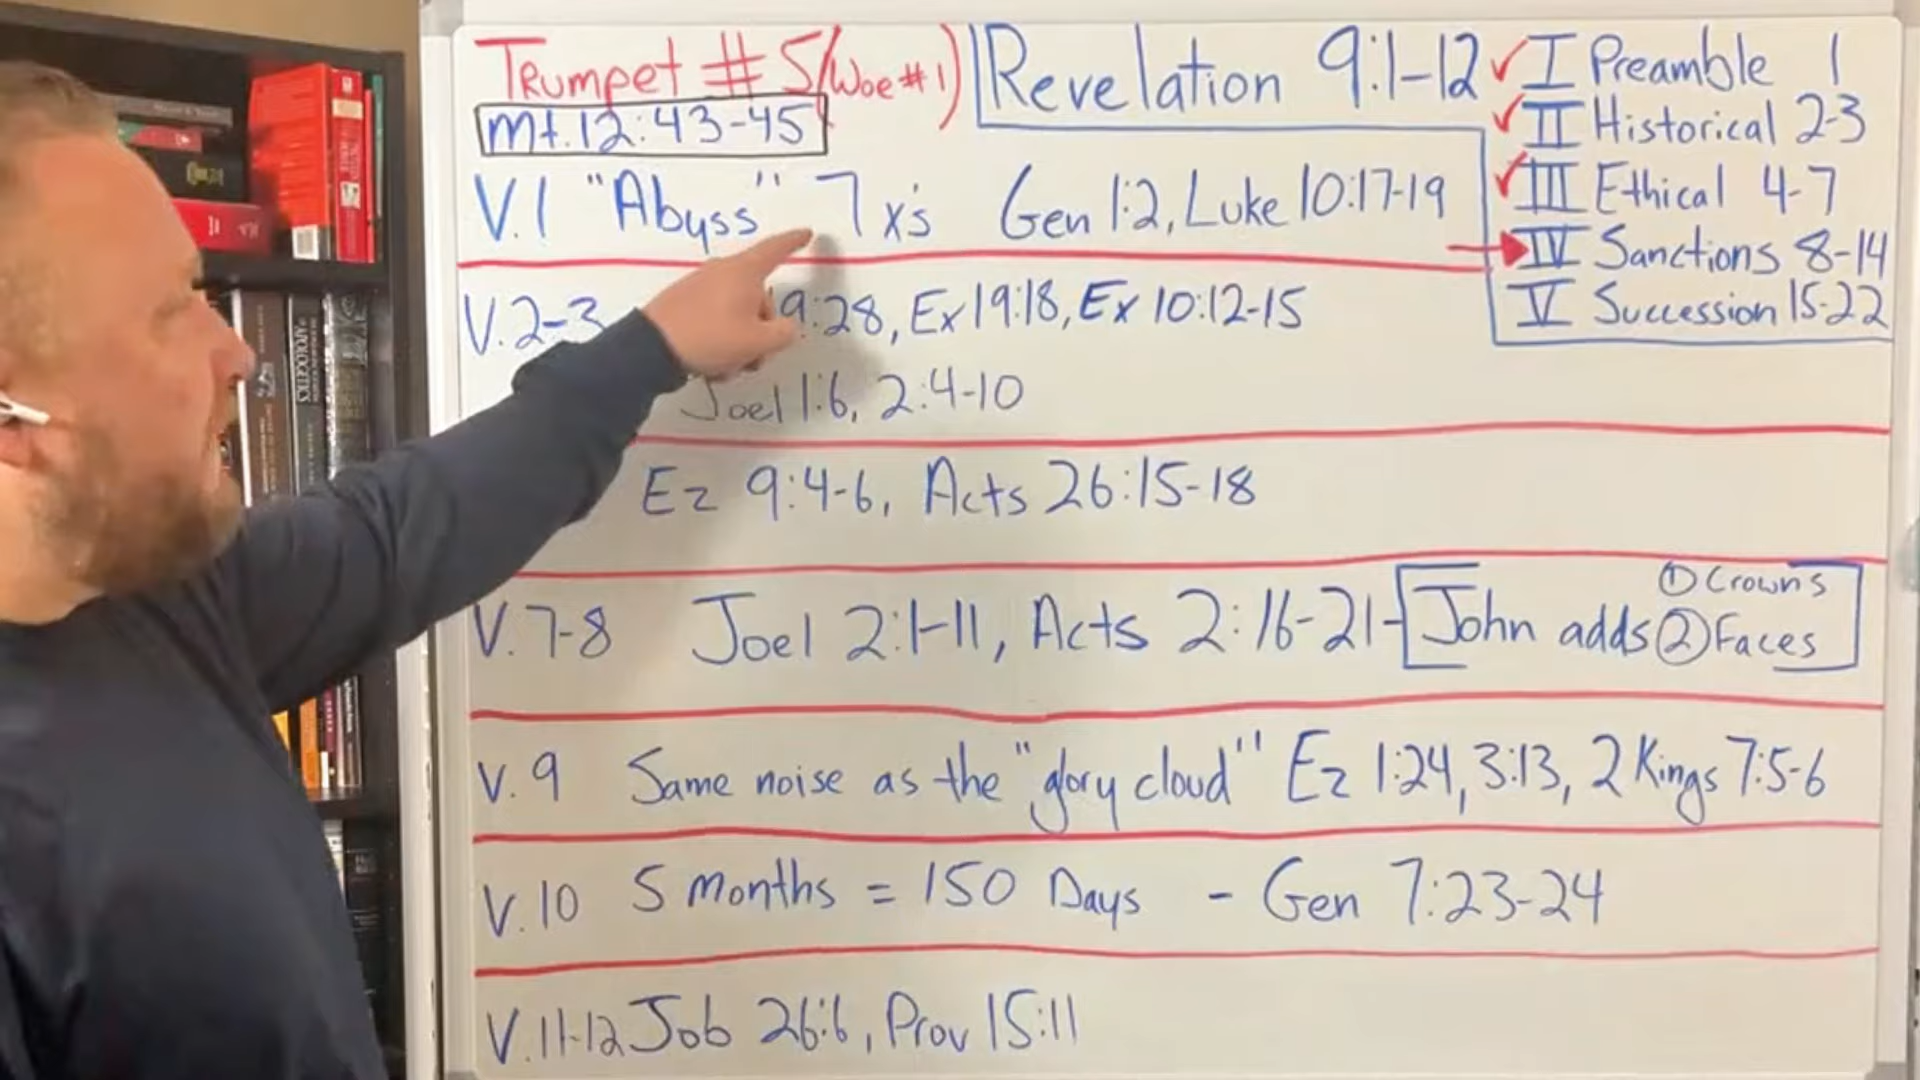 Trumpet # 5 (Woe # 1)
Revelation 9:1-12
Mt. 12:43-45
I Preamble 1
II Historical 2-3
III Ethical 4-7
IV Sanctions 8-14
V Succession 15-22
V.1 "Abyss" 7 x's Gen 1:2, Luke 10:17-19
V.2-3 9:28, Ex 19:18, Ex 10:12-15
Joel 1:6, 2:4-10
Ez 9:4-6, Acts 26:15-18
V.7-8 Joel 2:1-11, Acts 2:16-21- John adds ① Crowns
② Faces
V.9 Same noise as the "glory cloud" Ez 1:24, 3:13, 2 Kings 7:5-6
V.10 5 months = 150 Days - Gen 7:23-24
V.11-12 Job 26:6, Prov 15:11
APOLOGETICS